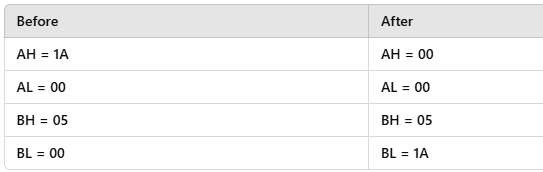 Before After
AH = 1A AH = 00
AL = 00 AL = 00
BH = 05 BH = 05
BL = 00 BL = 1A